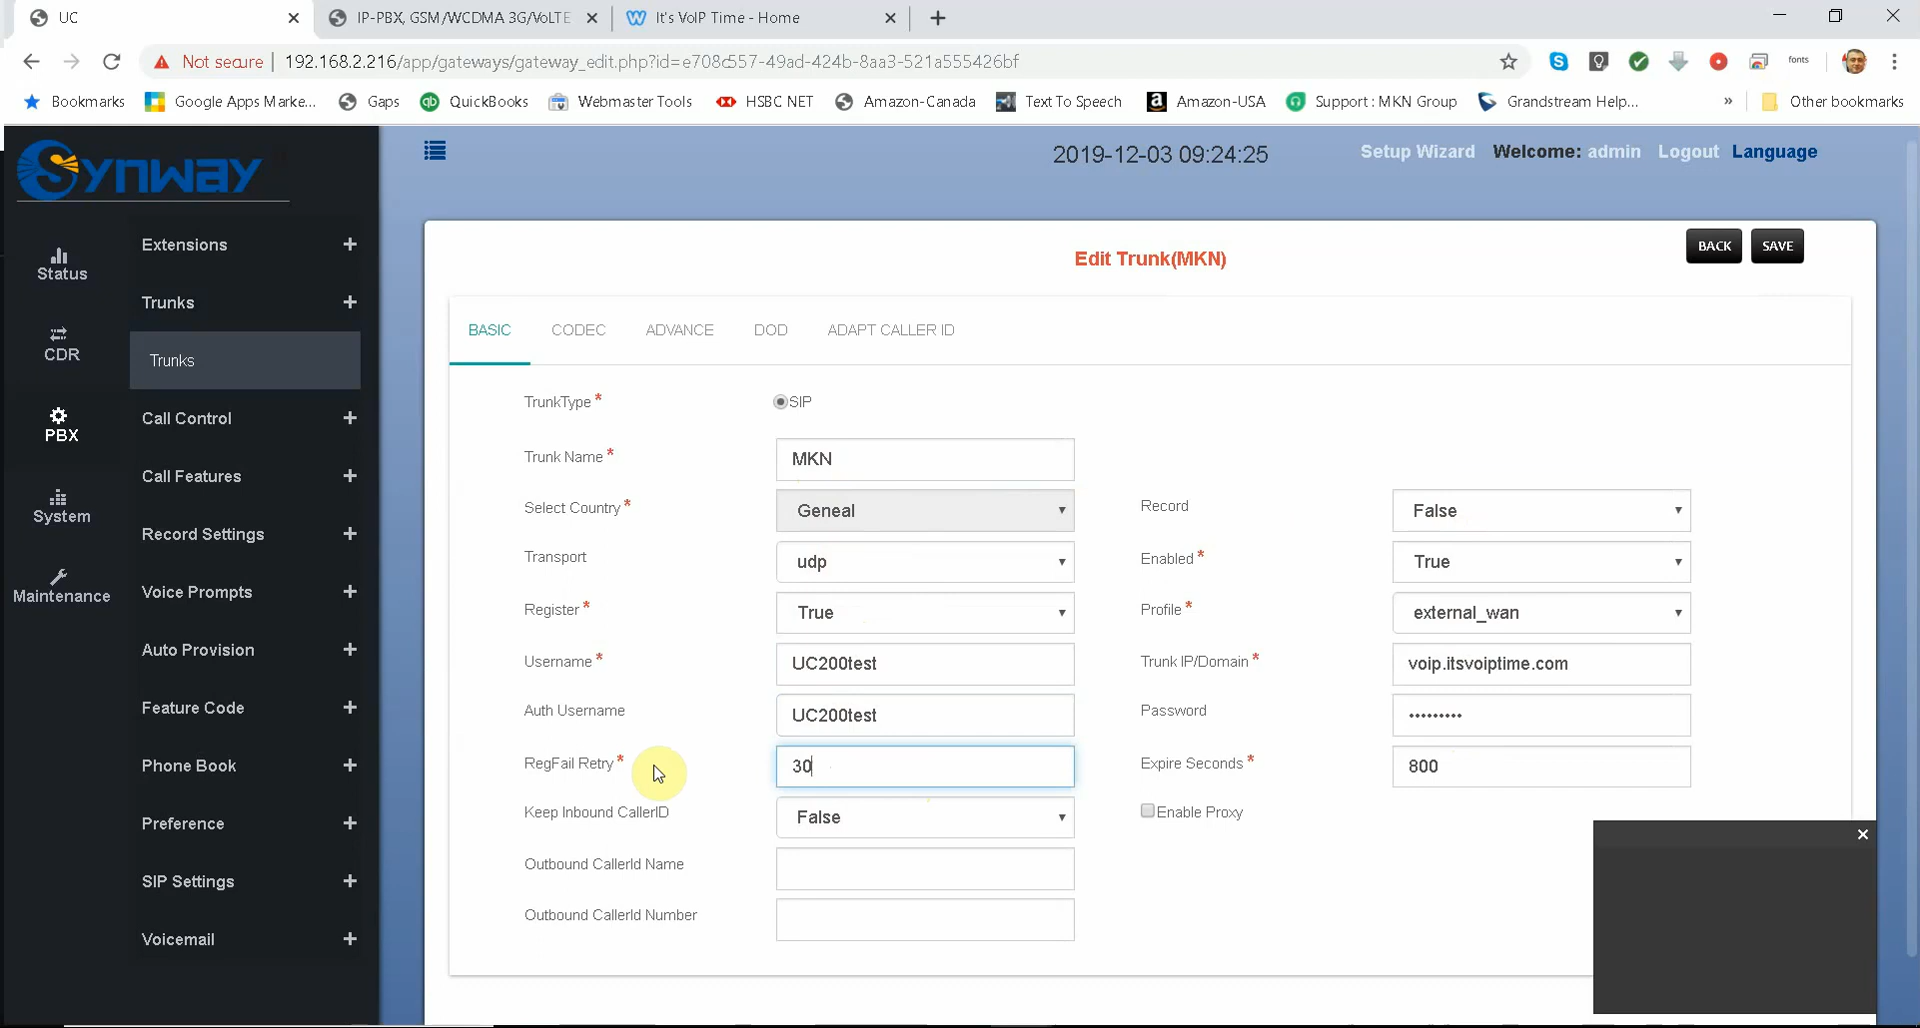 UC
IP-PBX, GSM/WCDMA 3G/VoLTE
It's VoIP Time - Home
Not secure
192.168.2.216/app/gateways/gateway_edit.php?id=e708c557-49ad-424b-8aa3-521a555426bf
fonts
Bookmarks
Google Apps Marke...
Gaps
QuickBooks
Webmaster Tools
HSBC NET
Amazon-Canada
Text To Speech
Amazon-USA
Support : MKN Group
Grandstream Help...
»
Other bookmarks
Synway
2019-12-03 09:24:25
Setup Wizard Welcome: admin Logout Language
Status
CDR
PBX
System
Maintenance
Extensions +
Trunks +
Trunks
Call Control +
Call Features +
Record Settings +
Voice Prompts +
Auto Provision +
Feature Code +
Phone Book +
Preference +
SIP Settings +
Voicemail +
Edit Trunk(MKN)
BACK SAVE
BASIC CODEC ADVANCE DOD ADAPT CALLER ID
TrunkType* SIP
Trunk Name* MKN
Select Country* Geneal Record False
Transport udp Enabled* True
Register* True Profile* external_wan
Username* UC200test Trunk IP/Domain* voip.itsvoiptime.com
Auth Username UC200test Password •••••••••
RegFail Retry* 30 Expire Seconds* 800
Keep Inbound CallerID False Enable Proxy
Outbound CallerId Name
Outbound CallerId Number